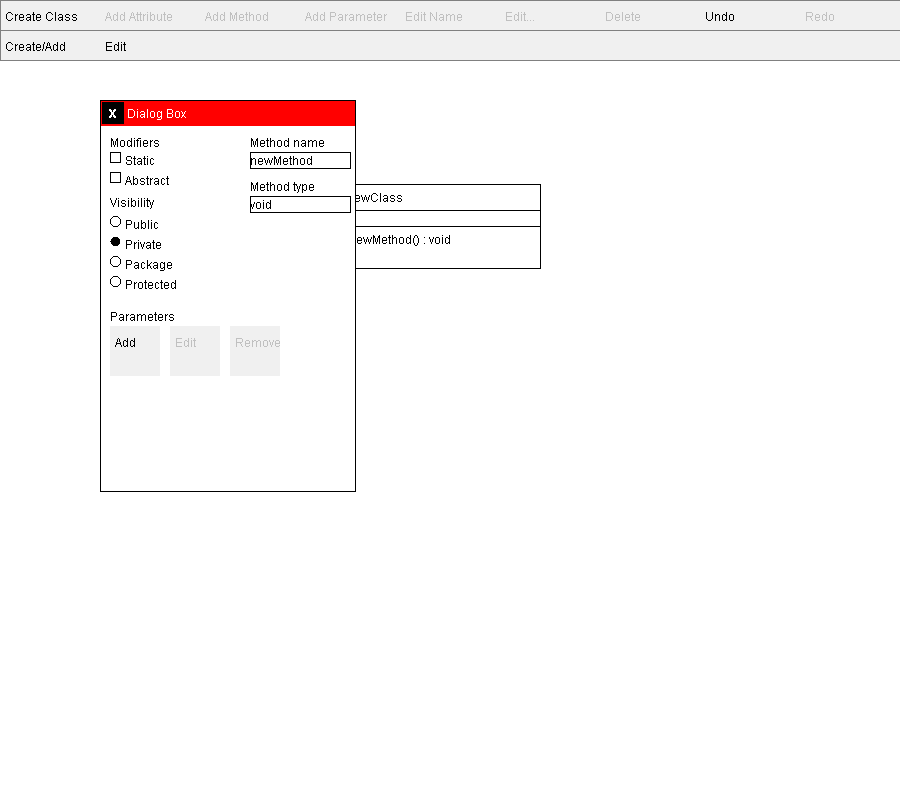 Create Class Add Attribute Add Method Add Parameter Edit Name Edit... Delete Undo Redo
Create/Add Edit
X Dialog Box
Modifiers
Static
Abstract
Visibility
Public
Private
Package
Protected
Method name
newMethod
Method type
void
Parameters
Add Edit Remove
ewClass
ewMethod() : void